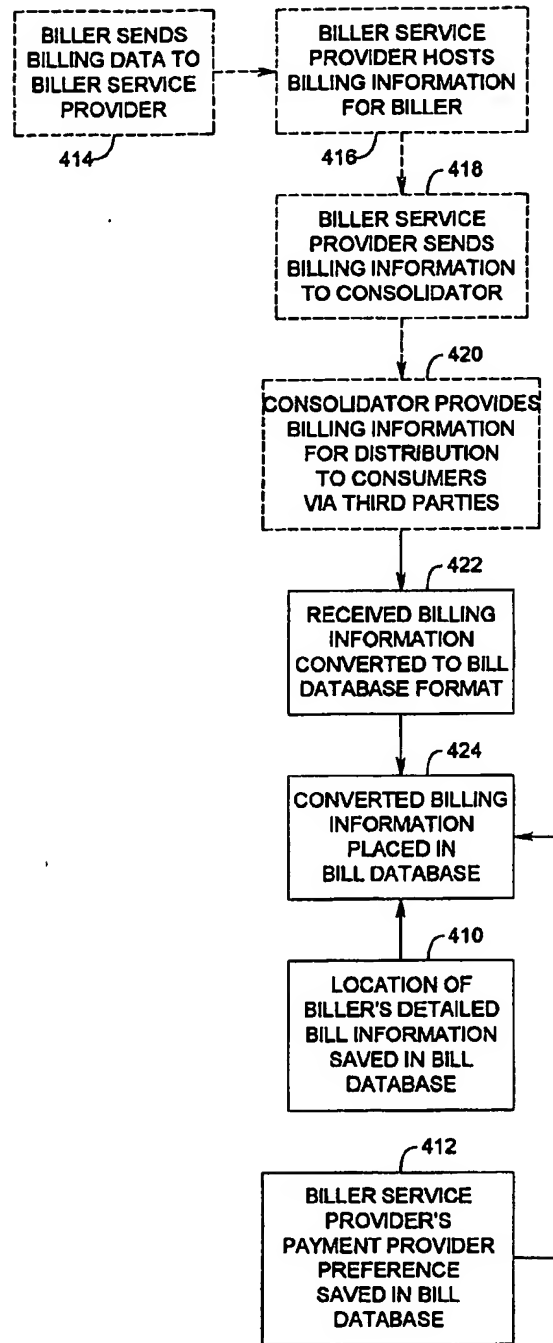 BILLER SENDS
BILLING DATA TO
BILLER SERVICE
PROVIDER
414
BILLER SERVICE
PROVIDER HOSTS
BILLING INFORMATION
FOR BILLER
416
418
BILLER SERVICE
PROVIDER SENDS
BILLING INFORMATION
TO CONSOLIDATOR
420
CONSOLIDATOR PROVIDES
BILLING INFORMATION
FOR DISTRIBUTION
TO CONSUMERS
VIA THIRD PARTIES
422
RECEIVED BILLING
INFORMATION
CONVERTED TO BILL
DATABASE FORMAT
424
CONVERTED BILLING
INFORMATION
PLACED IN
BILL DATABASE
410
LOCATION OF
BILLER'S DETAILED
BILL INFORMATION
SAVED IN BILL
DATABASE
412
BILLER SERVICE
PROVIDER'S
PAYMENT PROVIDER
PREFERENCE
SAVED IN BILL
DATABASE